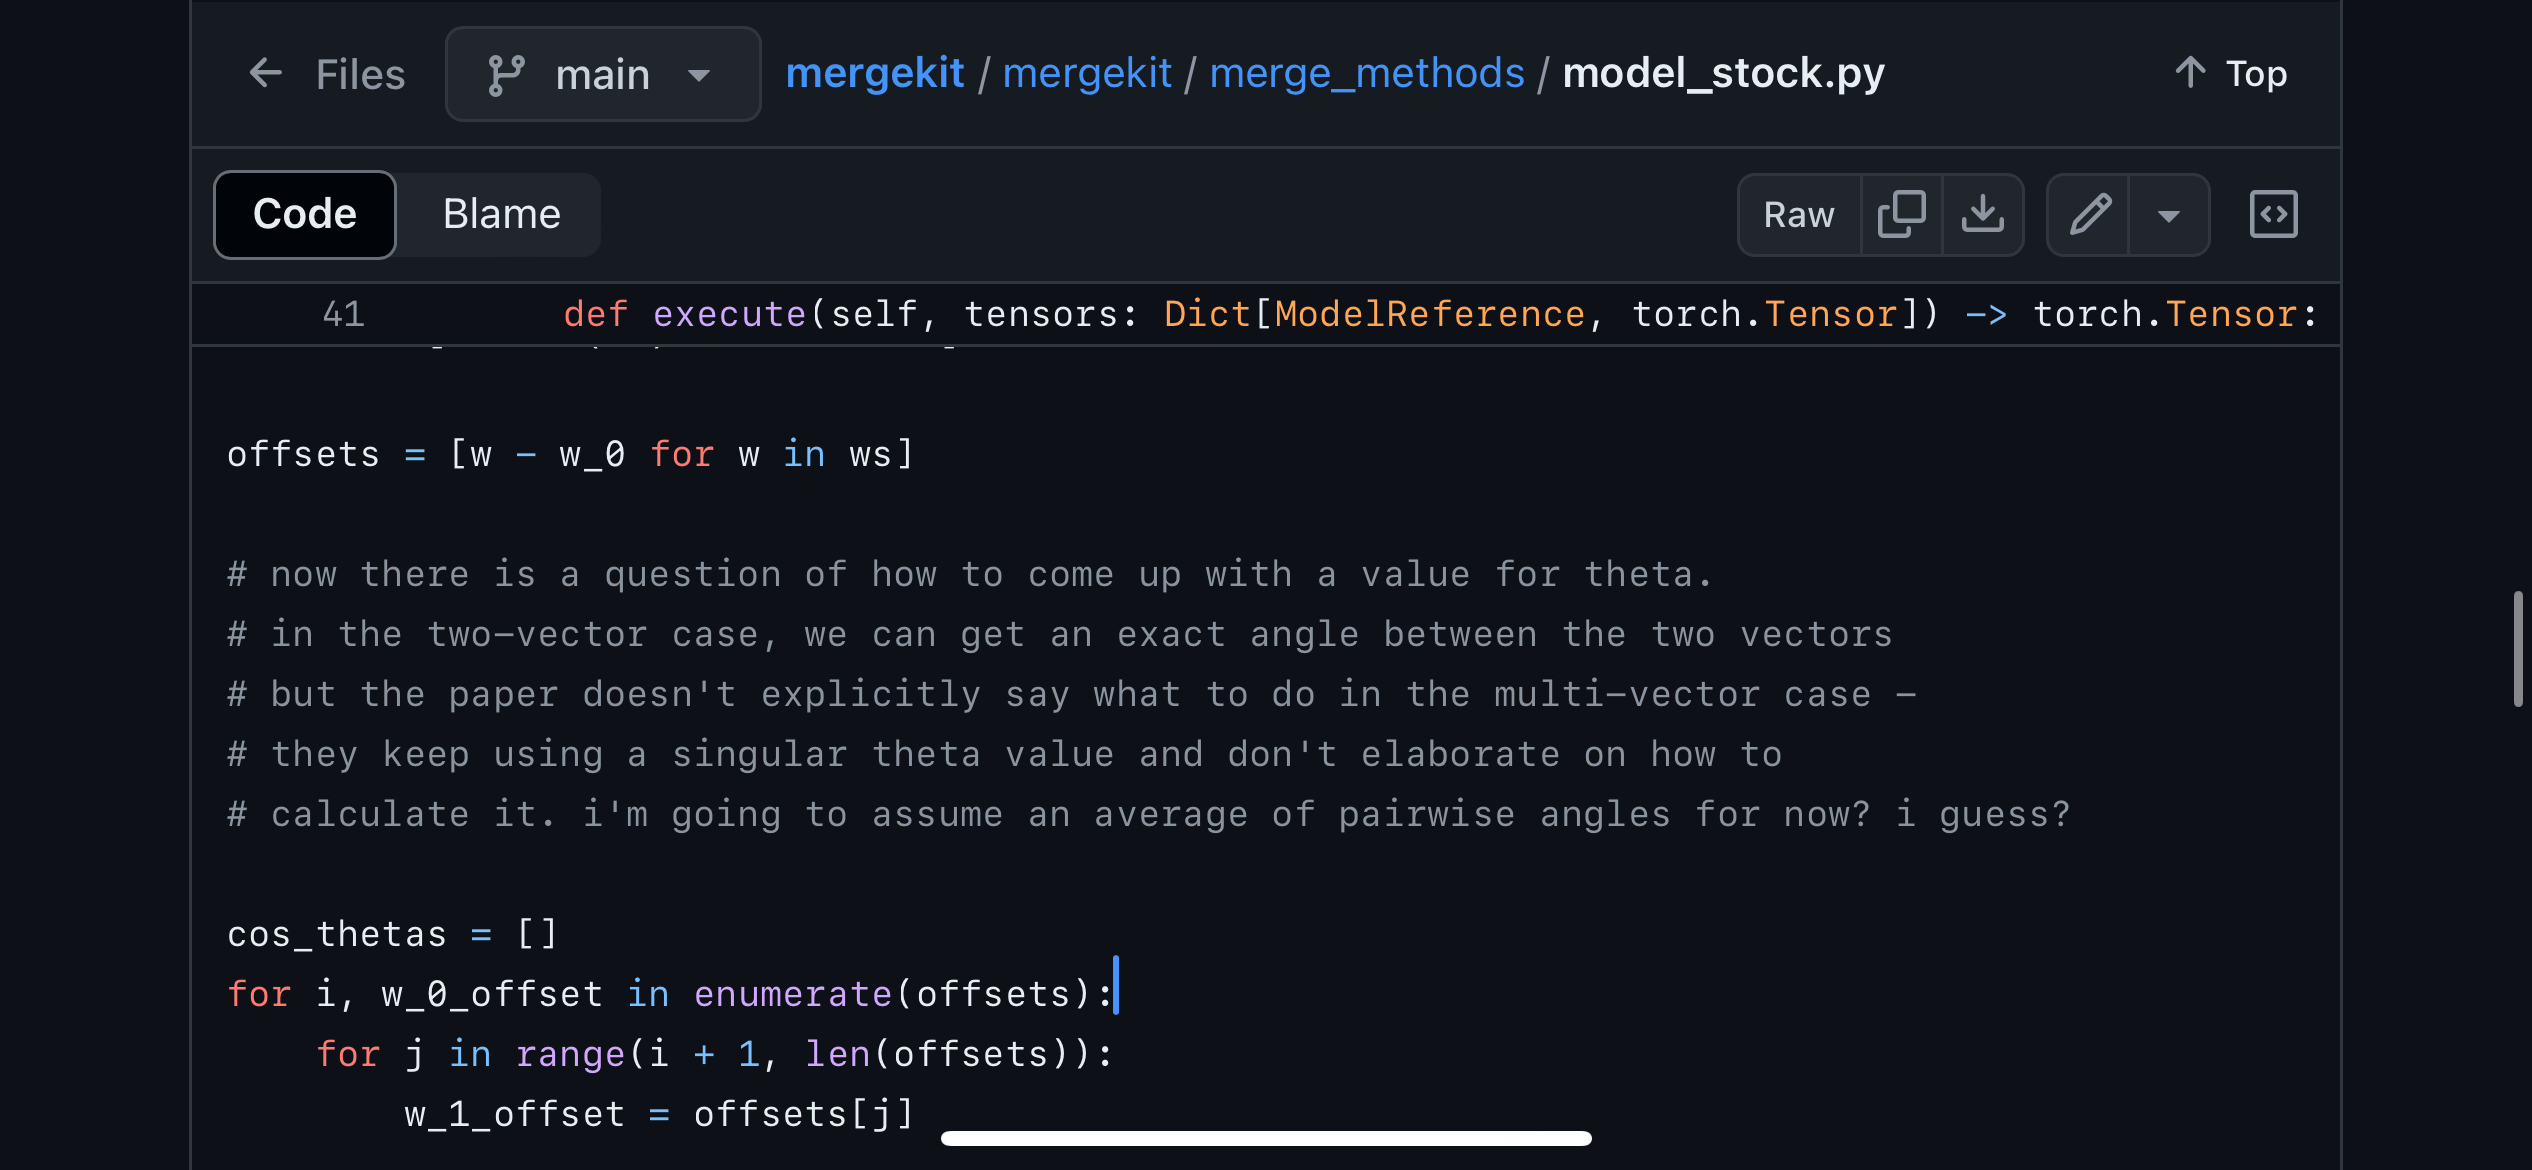 Files main mergekit / mergekit / merge_methods / model_stock.py Top
Code Blame Raw
41 def execute(self, tensors: Dict[ModelReference, torch.Tensor]) -> torch.Tensor:
offsets = [w - w_0 for w in ws]
# now there is a question of how to come up with a value for theta.
# in the two-vector case, we can get an exact angle between the two vectors
# but the paper doesn't explicitly say what to do in the multi-vector case -
# they keep using a singular theta value and don't elaborate on how to
# calculate it. i'm going to assume an average of pairwise angles for now? i guess?
cos_thetas = []
for i, w_0_offset in enumerate(offsets):
    for j in range(i + 1, len(offsets)):
        w_1_offset = offsets[j]